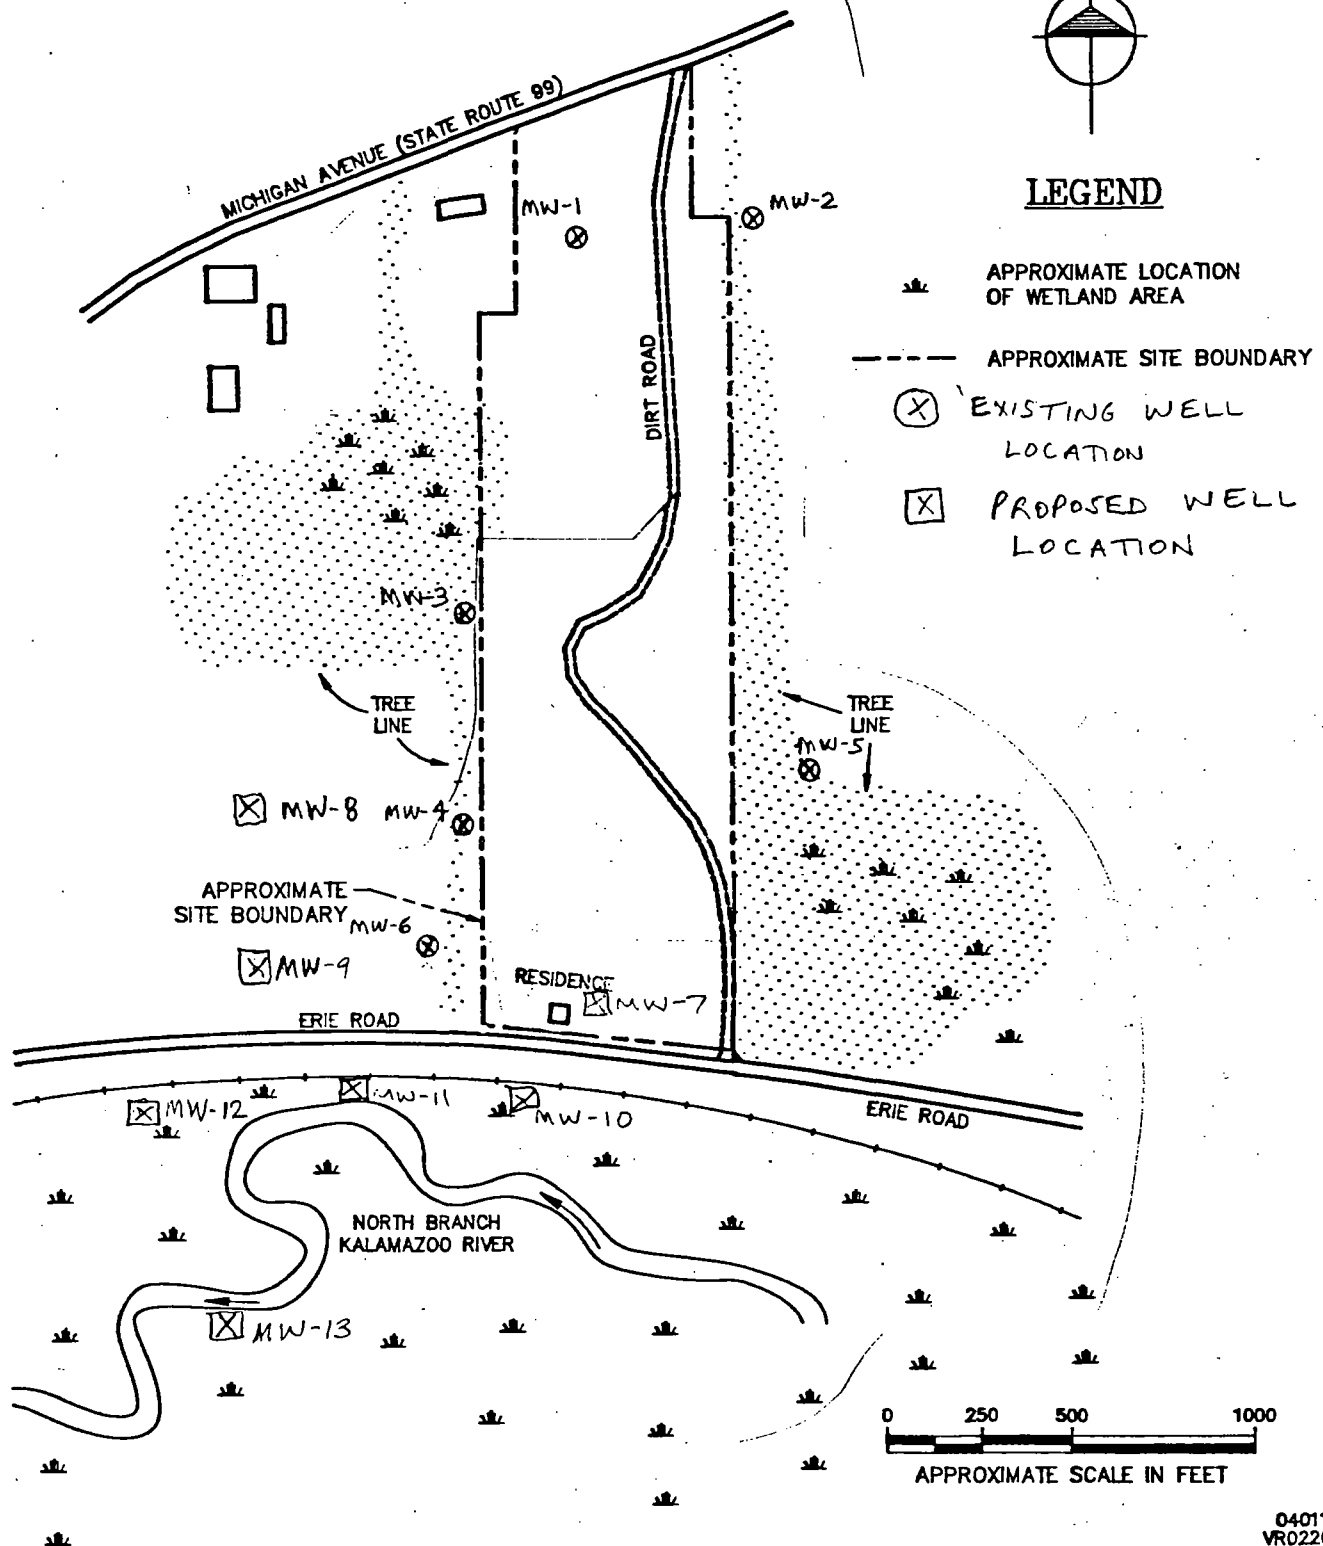 MICHIGAN AVENUE (STATE ROUTE 99)
MW-1
MW-2
LEGEND
APPROXIMATE LOCATION
OF WETLAND AREA
APPROXIMATE SITE BOUNDARY
EXISTING WELL
LOCATION
PROPOSED WELL
LOCATION
DIRT ROAD
MW-3
TREE
LINE
TREE
LINE
MW-5
MW-8
MW-4
APPROXIMATE
SITE BOUNDARY
MW-6
MW-9
RESIDENCE
MW-7
ERIE ROAD
MW-12
MW-11
MW-10
ERIE ROAD
NORTH BRANCH
KALAMAZOO RIVER
MW-13
0 250 500 1000
APPROXIMATE SCALE IN FEET